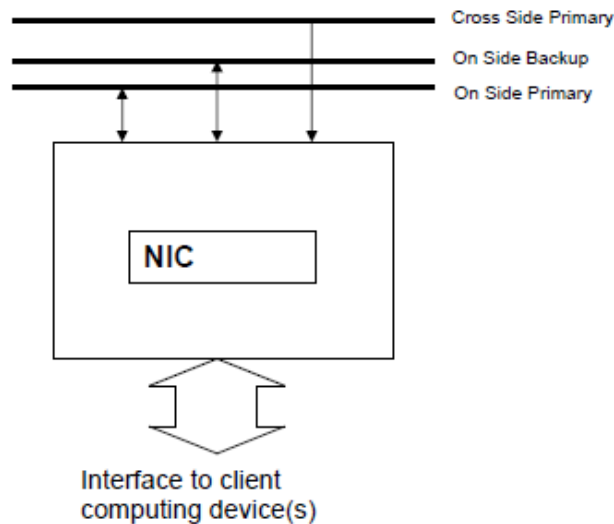 Cross Side Primary
On Side Backup
On Side Primary
NIC
Interface to client
computing device(s)